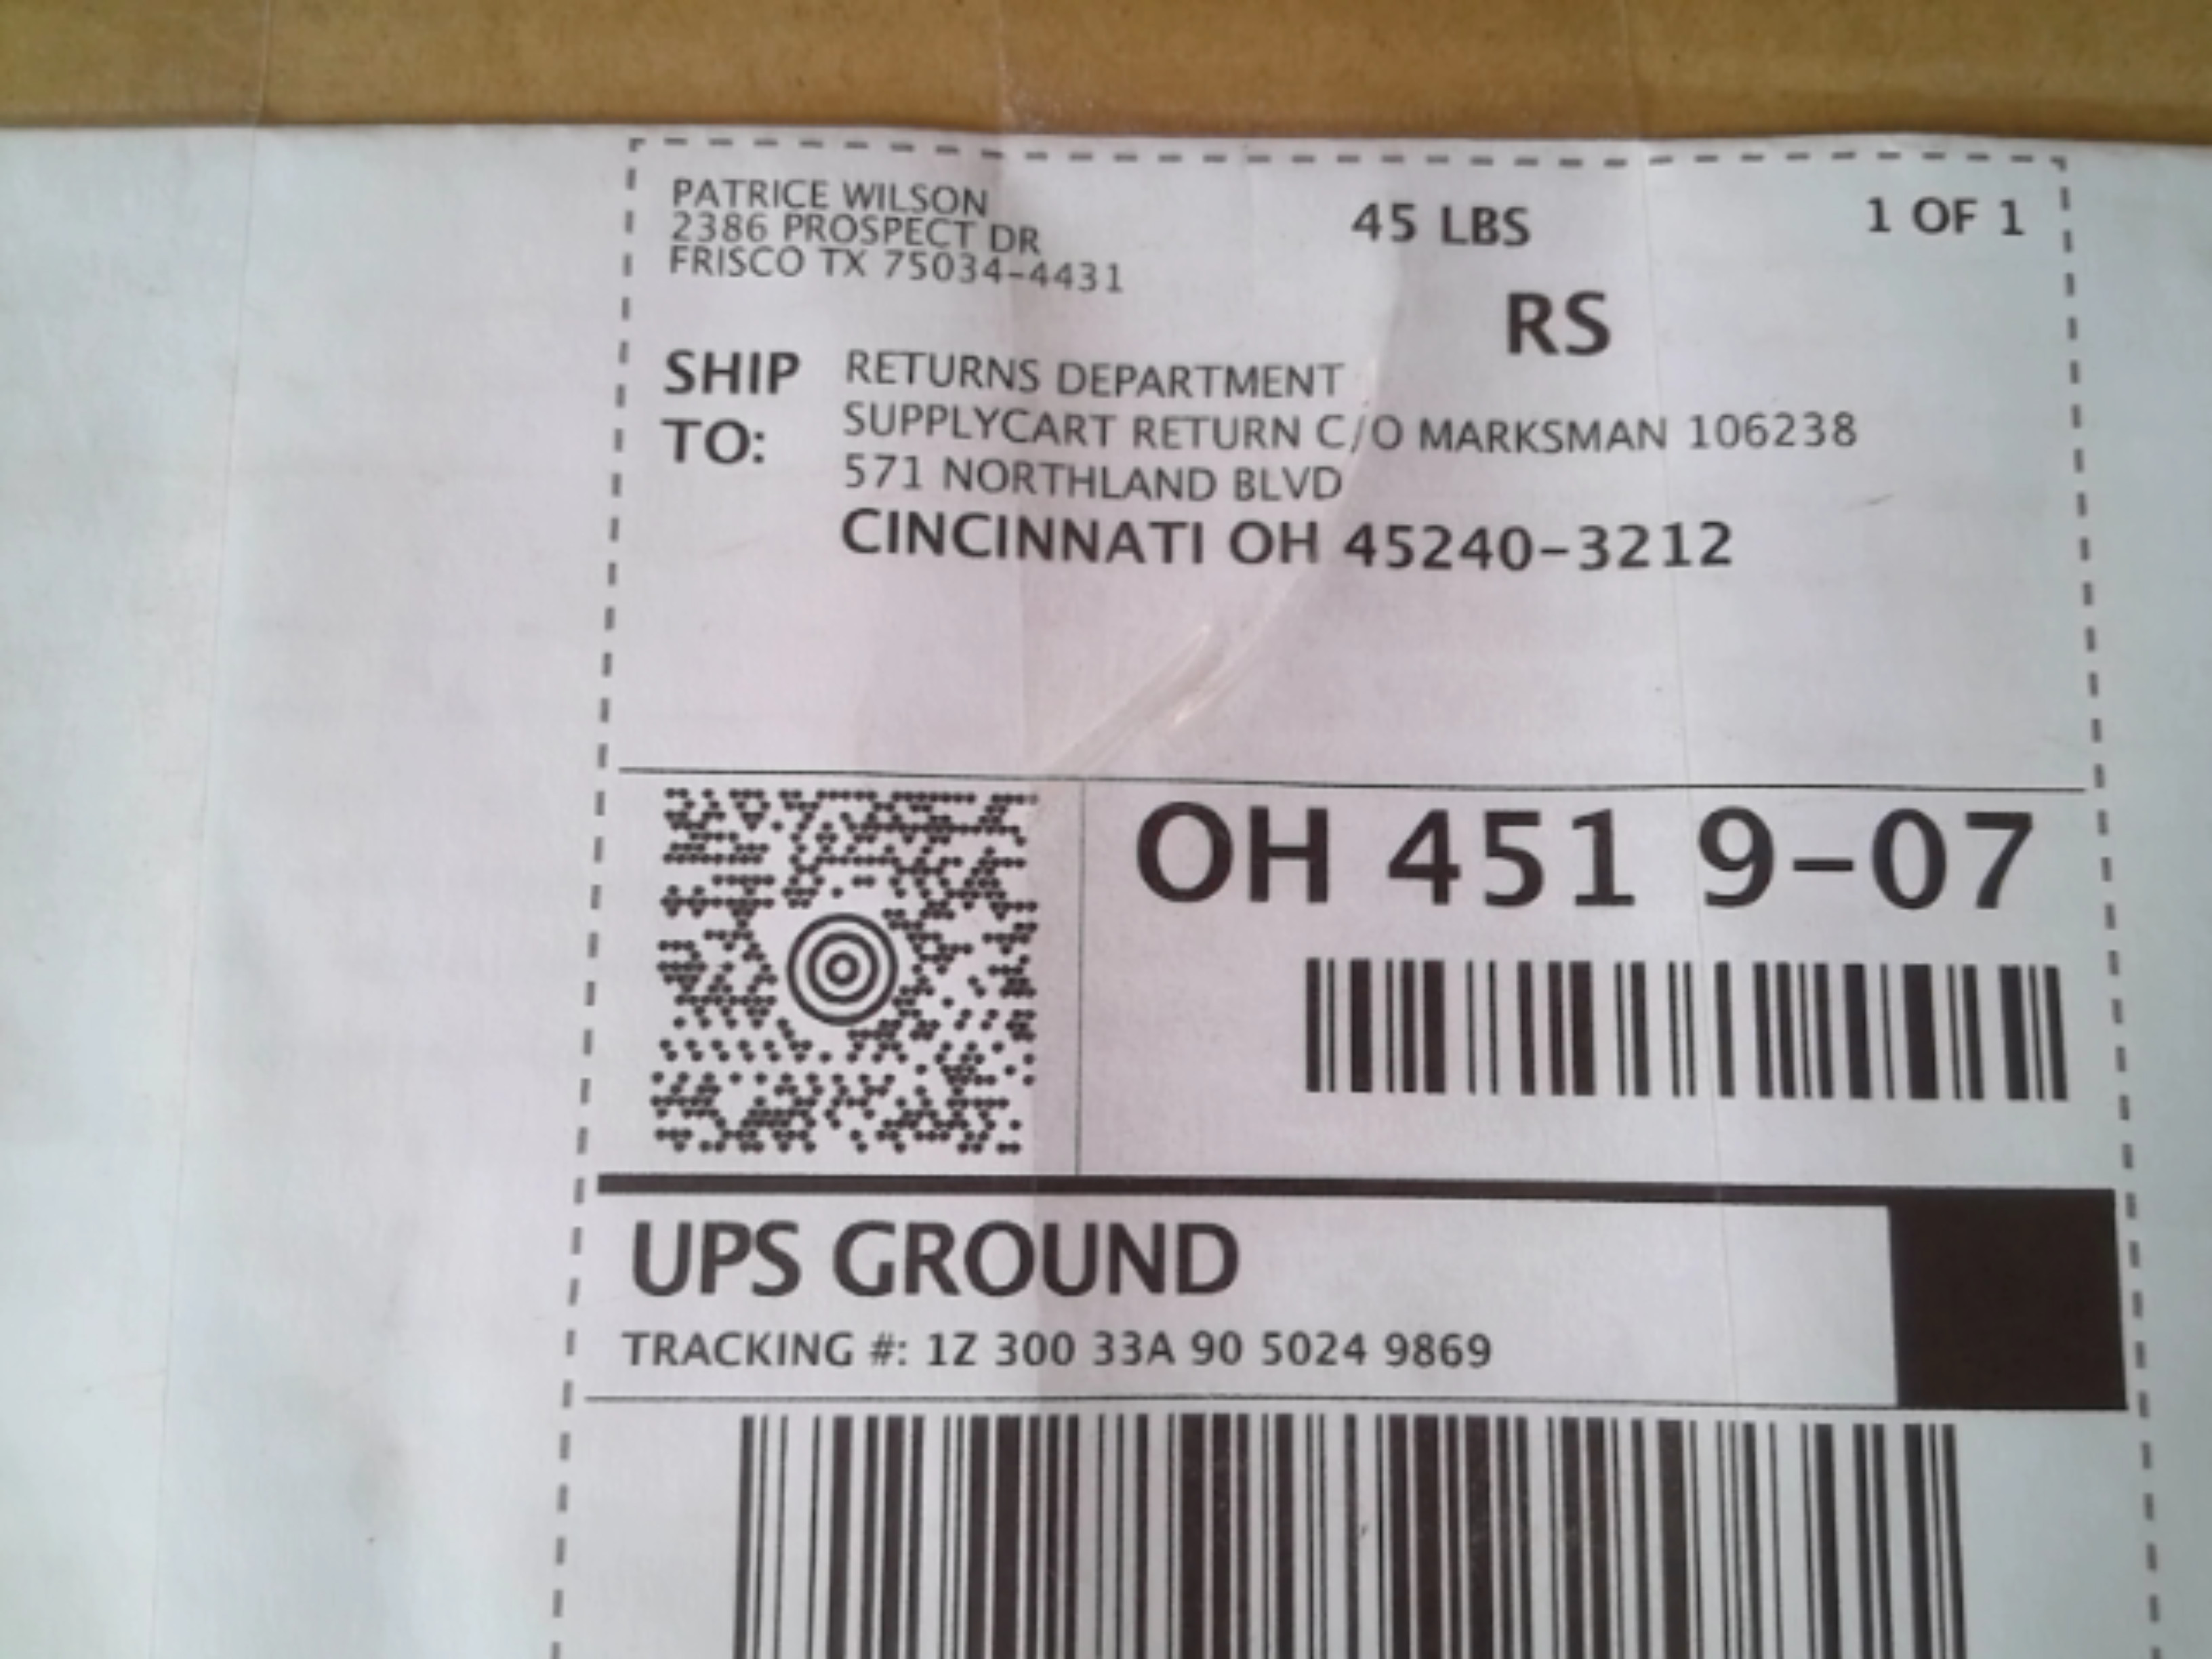 PATRICE WILSON
2386 PROSPECT DR
FRISCO TX 75034-4431
45 LBS
1 OF 1
RS
SHIP TO:
RETURNS DEPARTMENT
SUPPLYCART RETURN C/O MARKSMAN 106238
571 NORTHLAND BLVD
CINCINNATI OH 45240-3212
OH 451 9-07
UPS GROUND
TRACKING #: 1Z 300 33A 90 5024 9869